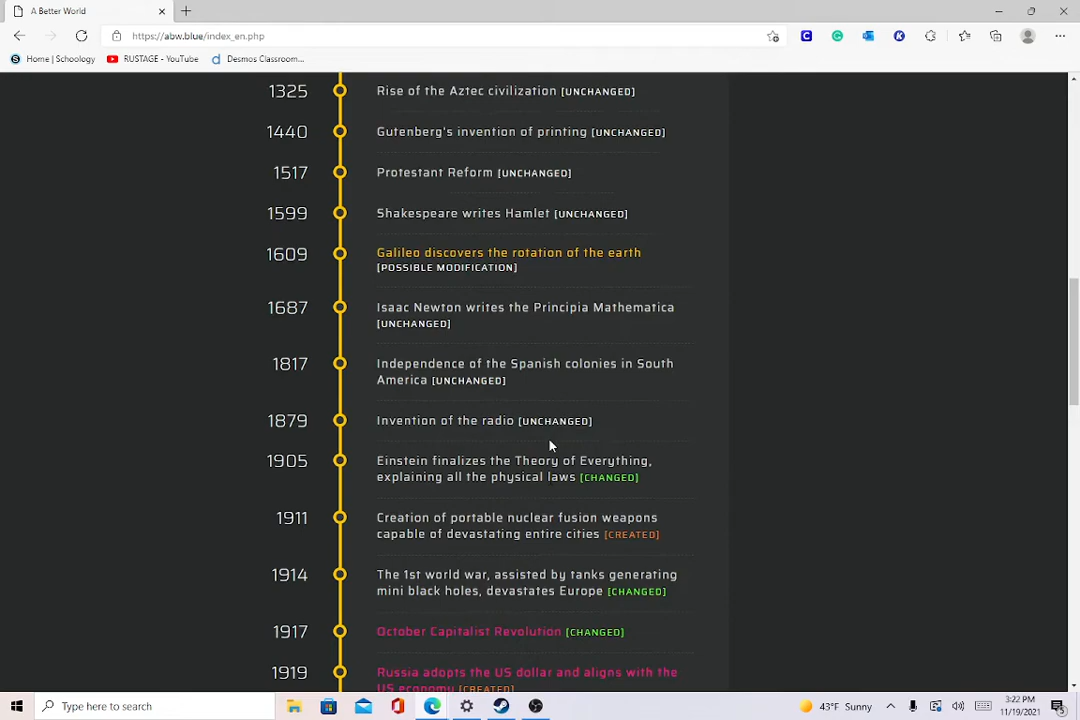 A Better World
https://abw.blue/index_en.php
Home | Schoology
RUSTAGE - YouTube
Desmos Classroom...
1325 Rise of the Aztec civilization [UNCHANGED]
1440 Gutenberg's invention of printing [UNCHANGED]
1517 Protestant Reform [UNCHANGED]
1599 Shakespeare writes Hamlet [UNCHANGED]
1609 Galileo discovers the rotation of the earth
[POSSIBLE MODIFICATION]
1687 Isaac Newton writes the Principia Mathematica
[UNCHANGED]
1817 Independence of the Spanish colonies in South
America [UNCHANGED]
1879 Invention of the radio [UNCHANGED]
1905 Einstein finalizes the Theory of Everything,
explaining all the physical laws [CHANGED]
1911 Creation of portable nuclear fusion weapons
capable of devastating entire cities [CREATED]
1914 The 1st world war, assisted by tanks generating
mini black holes, devastates Europe [CHANGED]
1917 October Capitalist Revolution [CHANGED]
1919 Russia adopts the US dollar and aligns with the
US economy [CREATED]
Type here to search
43°F Sunny
3:22 PM
11/19/2021